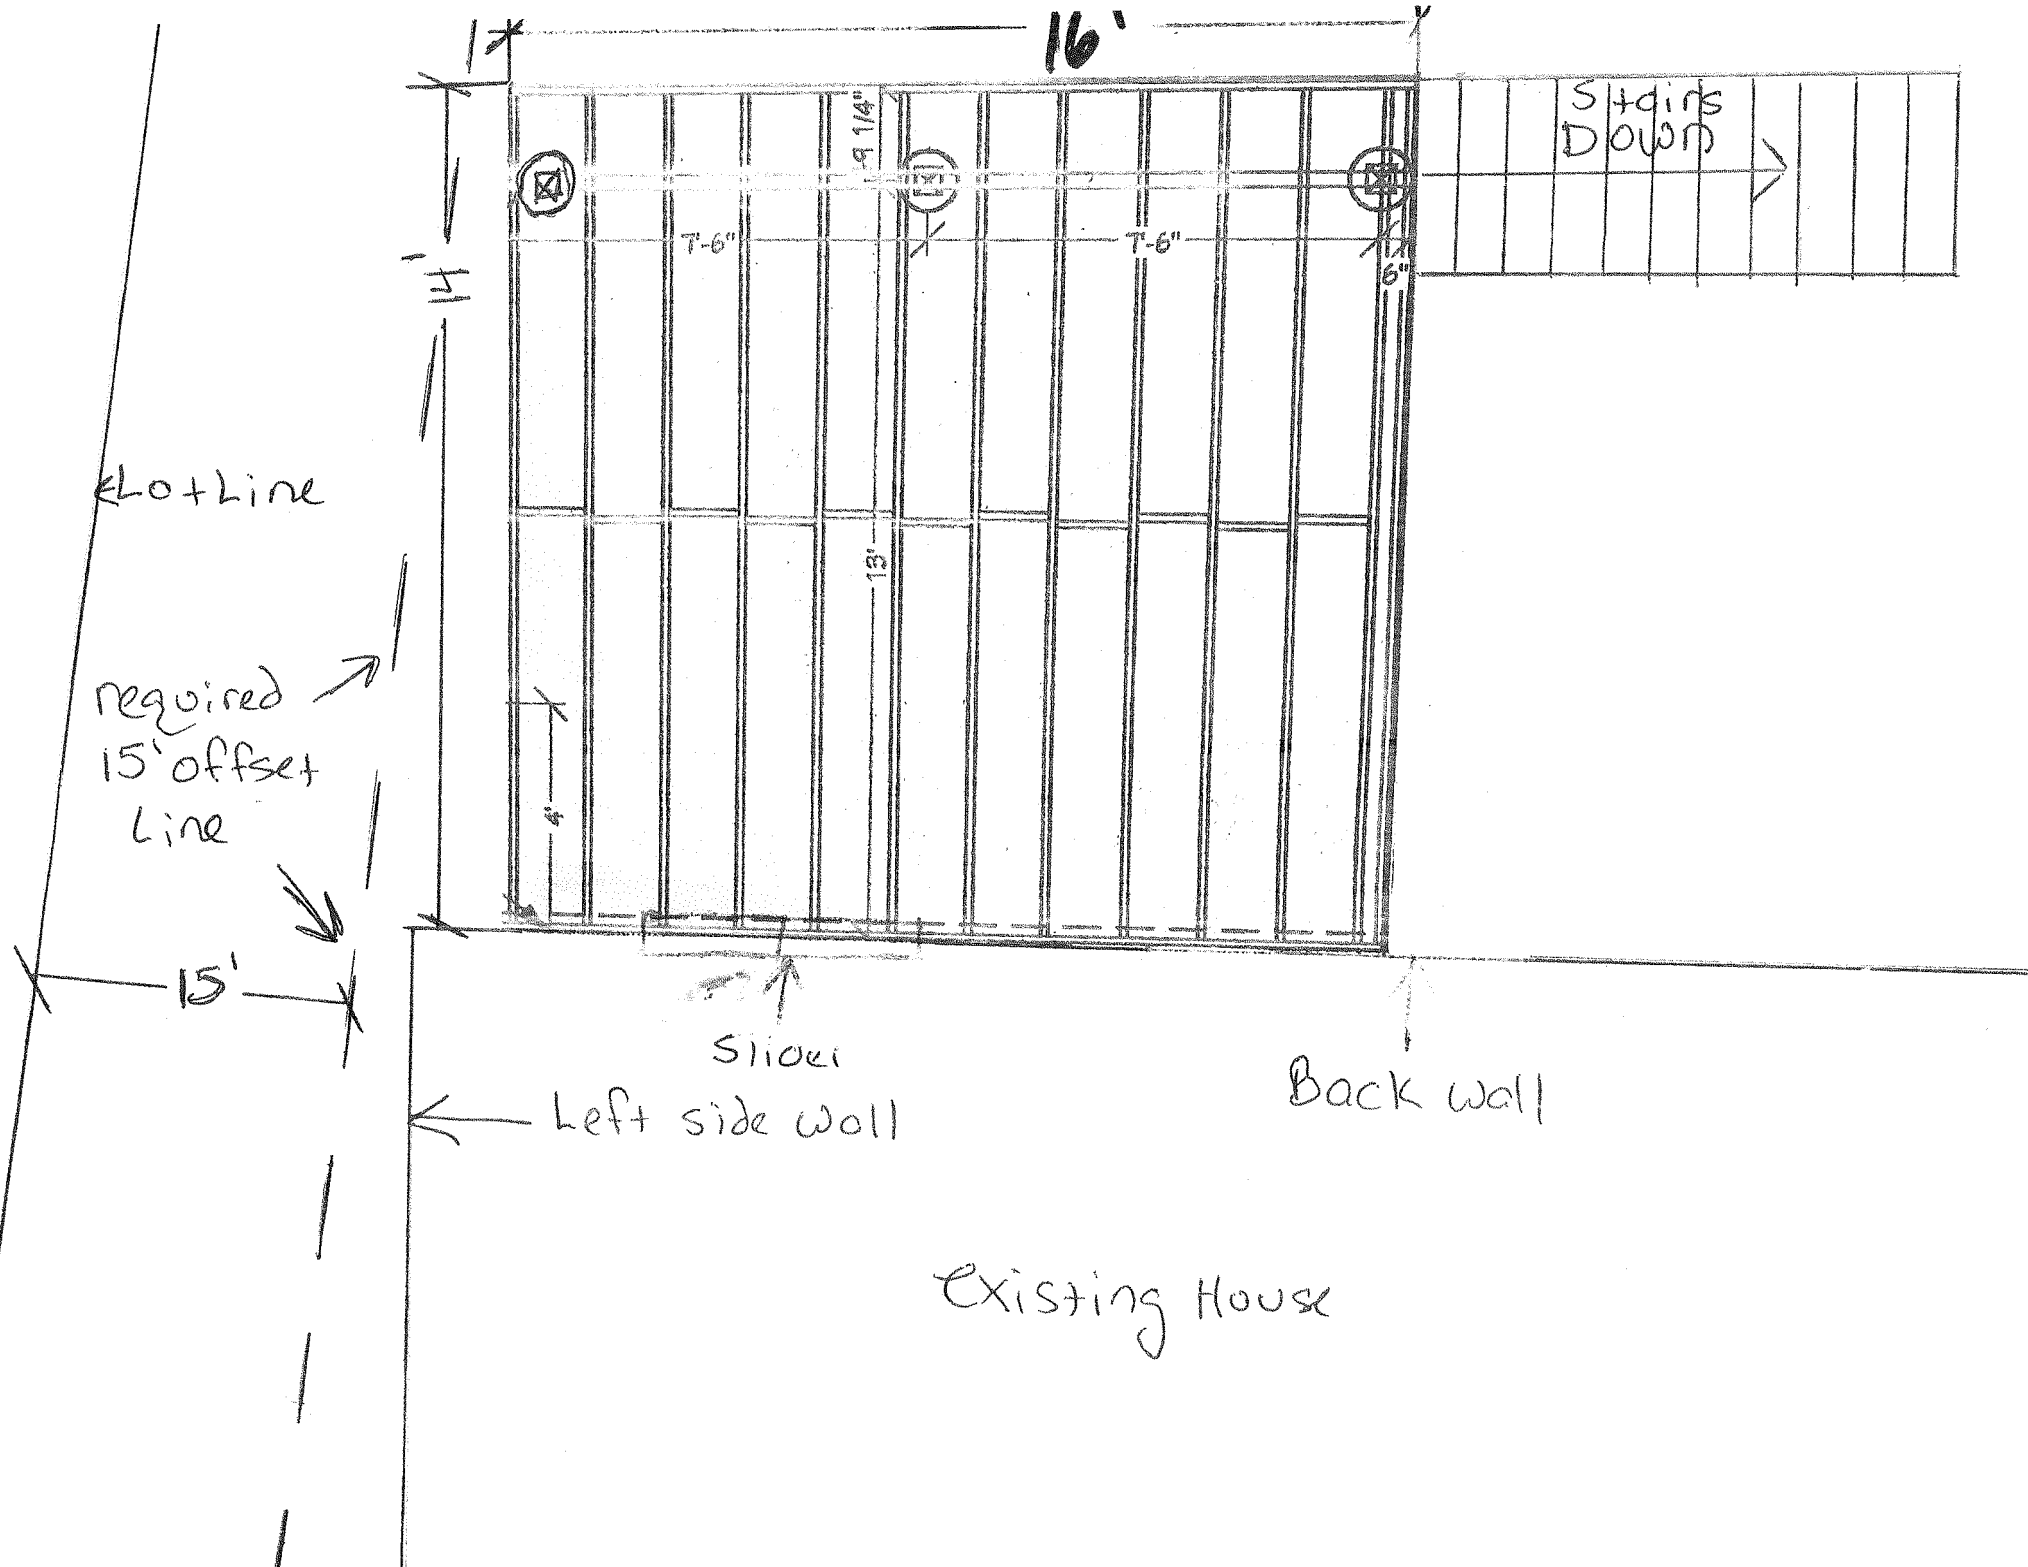 16'
Stairs
Down
9 1/4"
7'-6"
7'-6"
6"
14'
Lot Line
13'
required
15' offset
Line
4'
15'
Slider
Left side wall
Back wall
Existing House